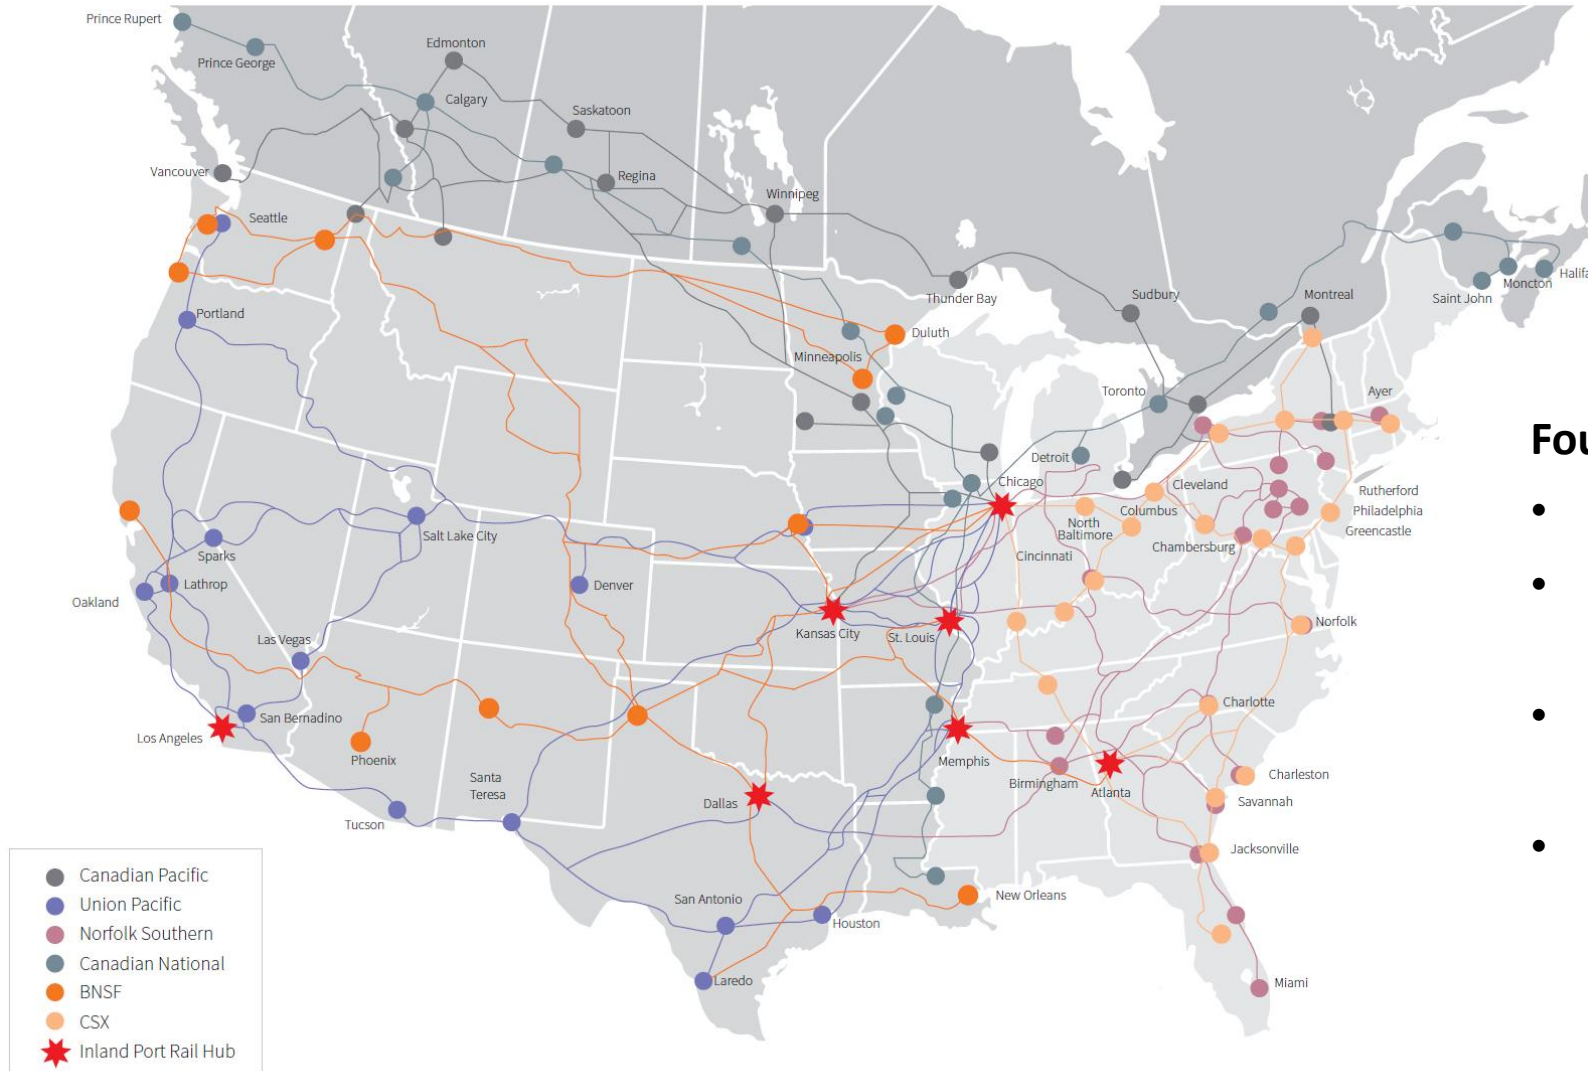 Prince Rupert
Prince George
Edmonton
Calgary
Saskatoon
Vancouver
Regina
Winnipeg
Seattle
Thunder Bay
Sudbury
Montreal
Saint John
Moncton
Halifa
Portland
Duluth
Minneapolis
Toronto
Ayer
Detroit
Chicago
Cleveland
Columbus
North
Baltimore
Rutherford
Philadelphia
Greencastle
Chambersburg
Cincinnati
Salt Lake City
Sparks
Lathrop
Oakland
Denver
Kansas City
St. Louis
Norfolk
Las Vegas
San Bernadino
Los Angeles
Phoenix
Santa
Teresa
Tucson
Dallas
Memphis
Birmingham
Atlanta
Charlotte
Charleston
Savannah
Jacksonville
San Antonio
Houston
New Orleans
Laredo
Miami
Canadian Pacific
Union Pacific
Norfolk Southern
Canadian National
BNSF
CSX
Inland Port Rail Hub
Fou
•
•
•
•